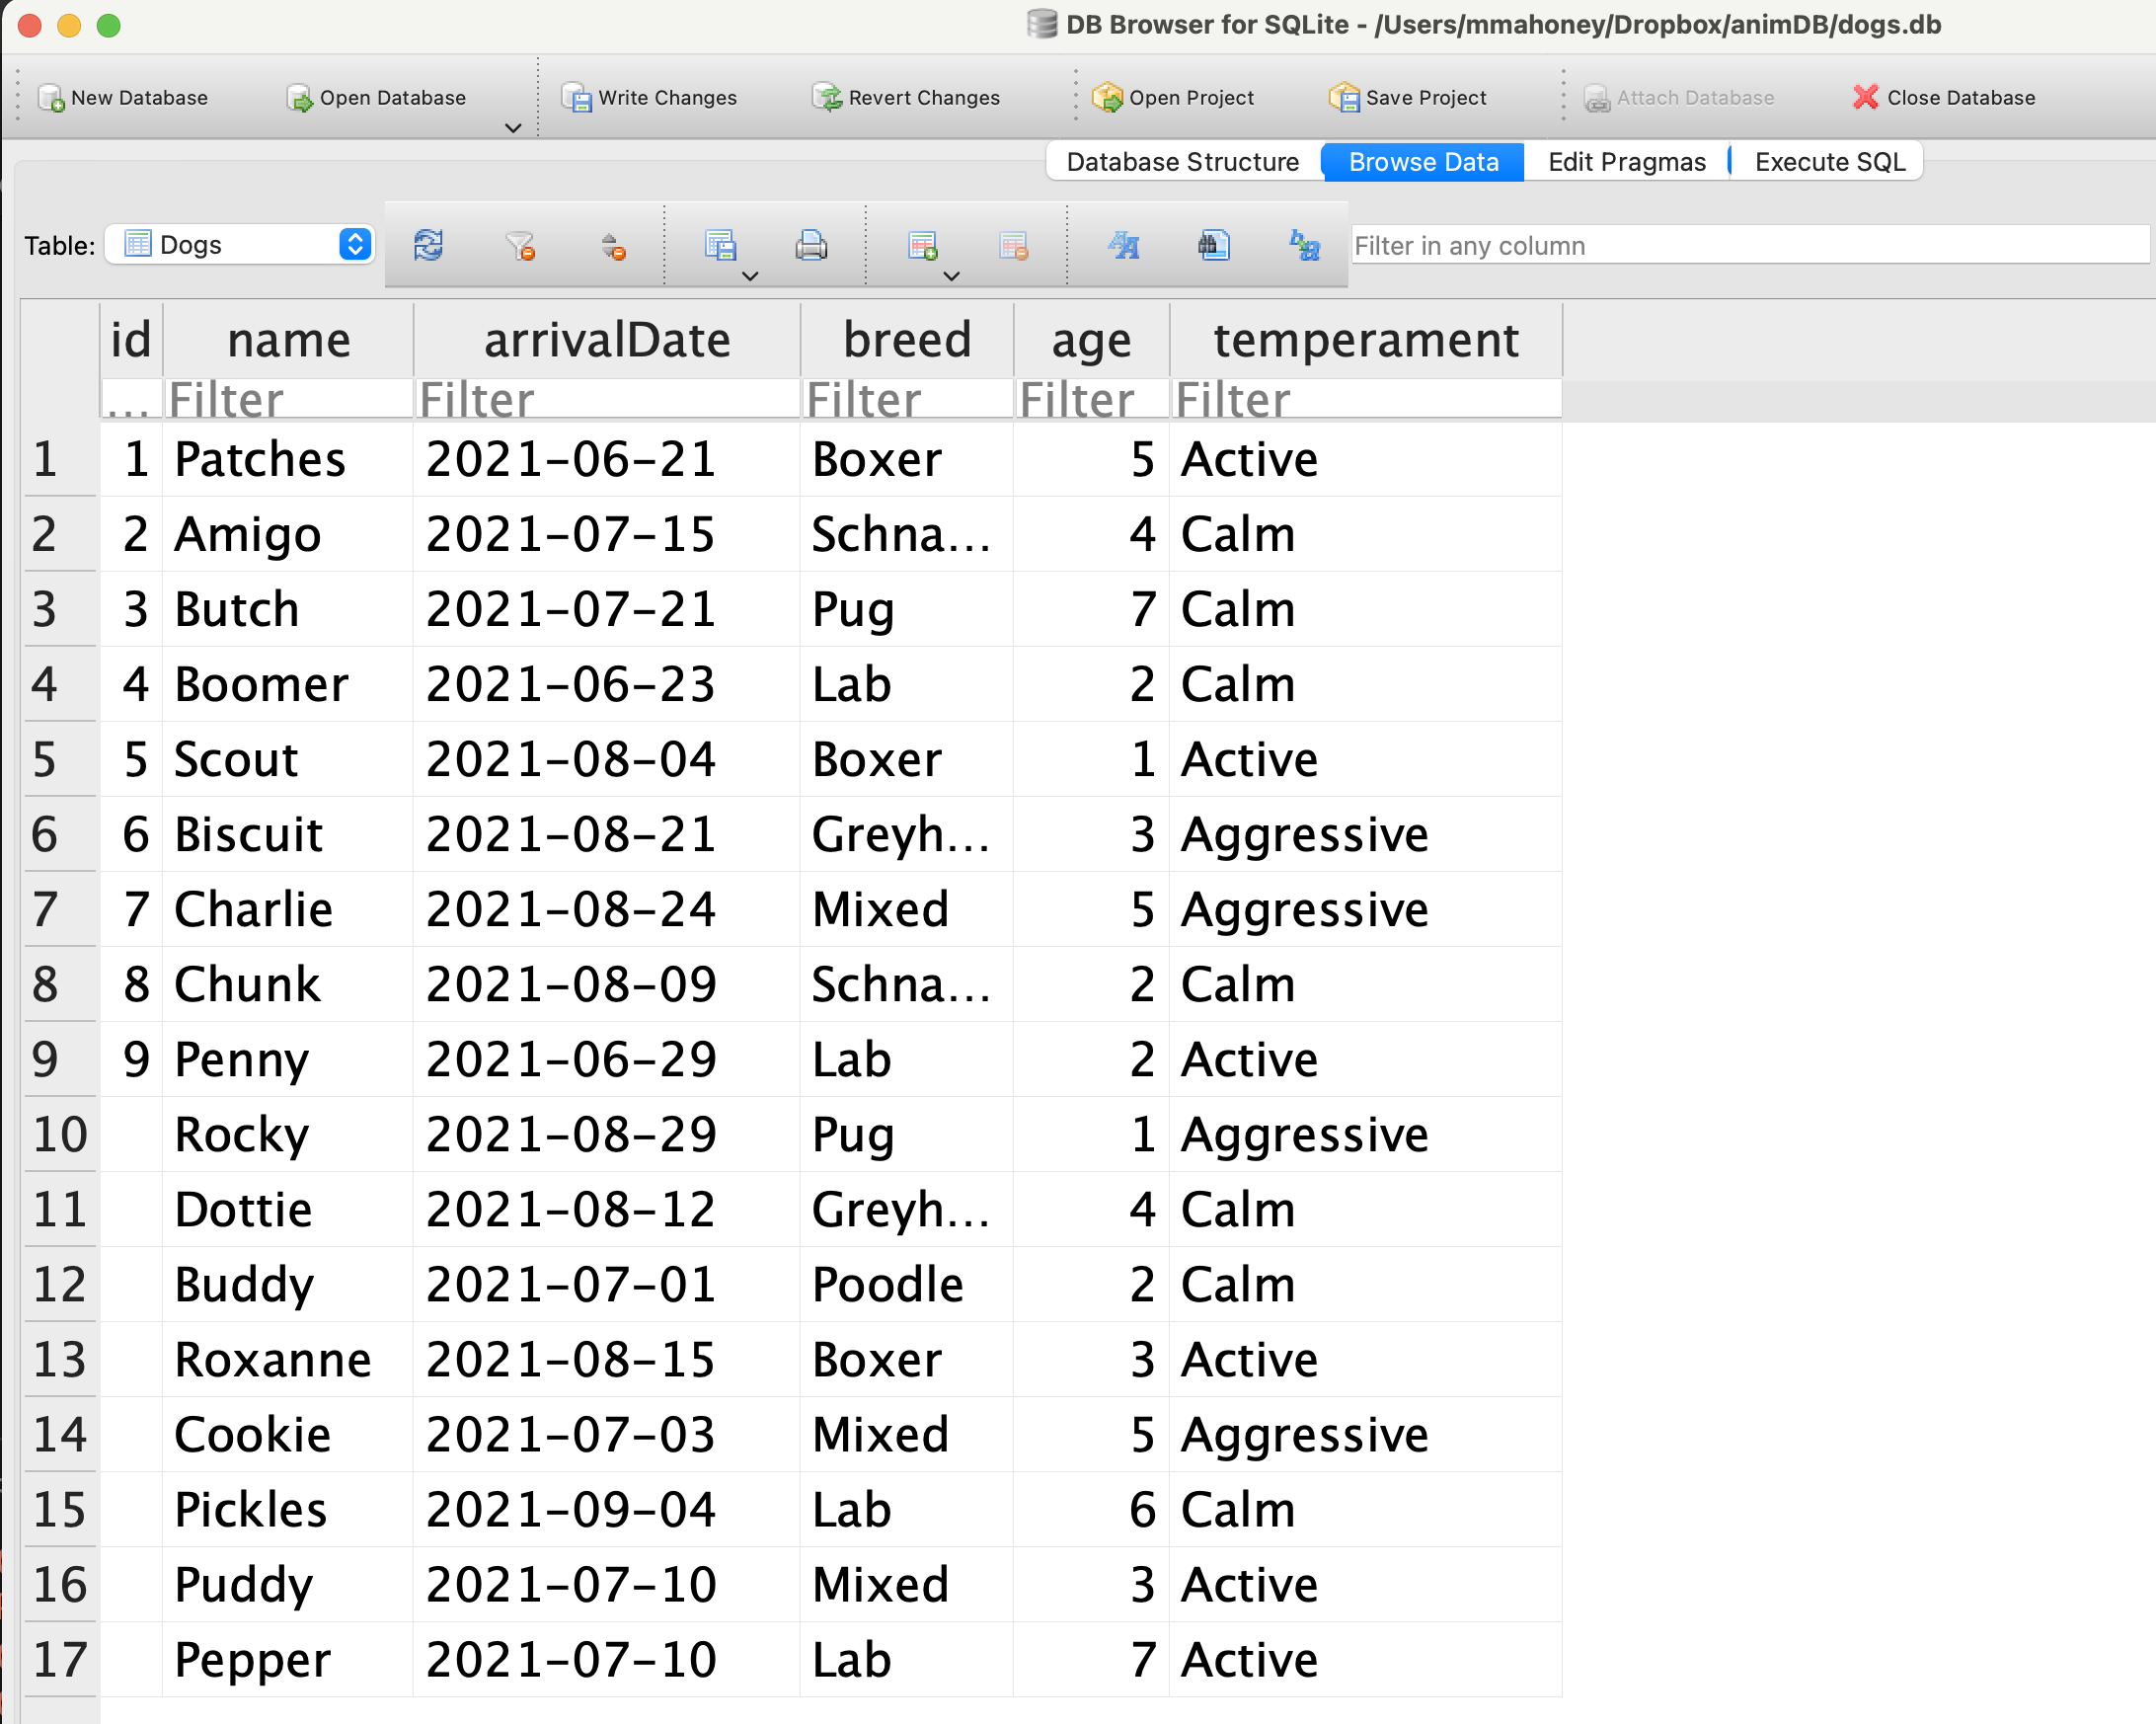 DB Browser for SQLite - /Users/mmahoney/Dropbox/animDB/dogs.db
New Database Open Database Write Changes Revert Changes Open Project Save Project Attach Database Close Database
Database Structure Browse Data Edit Pragmas Execute SQL
Table: Dogs Filter in any column
id name arrivalDate breed age temperament
... Filter Filter Filter Filter Filter
1 1 Patches 2021-06-21 Boxer 5 Active
2 2 Amigo 2021-07-15 Schna... 4 Calm
3 3 Butch 2021-07-21 Pug 7 Calm
4 4 Boomer 2021-06-23 Lab 2 Calm
5 5 Scout 2021-08-04 Boxer 1 Active
6 6 Biscuit 2021-08-21 Greyh... 3 Aggressive
7 7 Charlie 2021-08-24 Mixed 5 Aggressive
8 8 Chunk 2021-08-09 Schna... 2 Calm
9 9 Penny 2021-06-29 Lab 2 Active
10 Rocky 2021-08-29 Pug 1 Aggressive
11 Dottie 2021-08-12 Greyh... 4 Calm
12 Buddy 2021-07-01 Poodle 2 Calm
13 Roxanne 2021-08-15 Boxer 3 Active
14 Cookie 2021-07-03 Mixed 5 Aggressive
15 Pickles 2021-09-04 Lab 6 Calm
16 Puddy 2021-07-10 Mixed 3 Active
17 Pepper 2021-07-10 Lab 7 Active